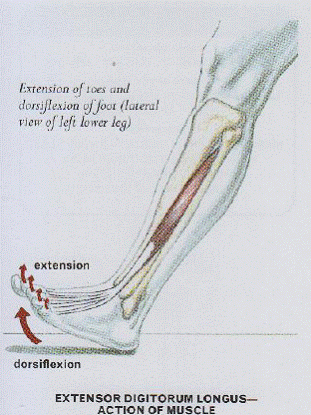 Extension of toes and
dorsiflexion of foot (lateral
view of left lower leg)
extension
dorsiflexion
EXTENSOR DIGITORUM LONGUS—
ACTION OF MUSCLE